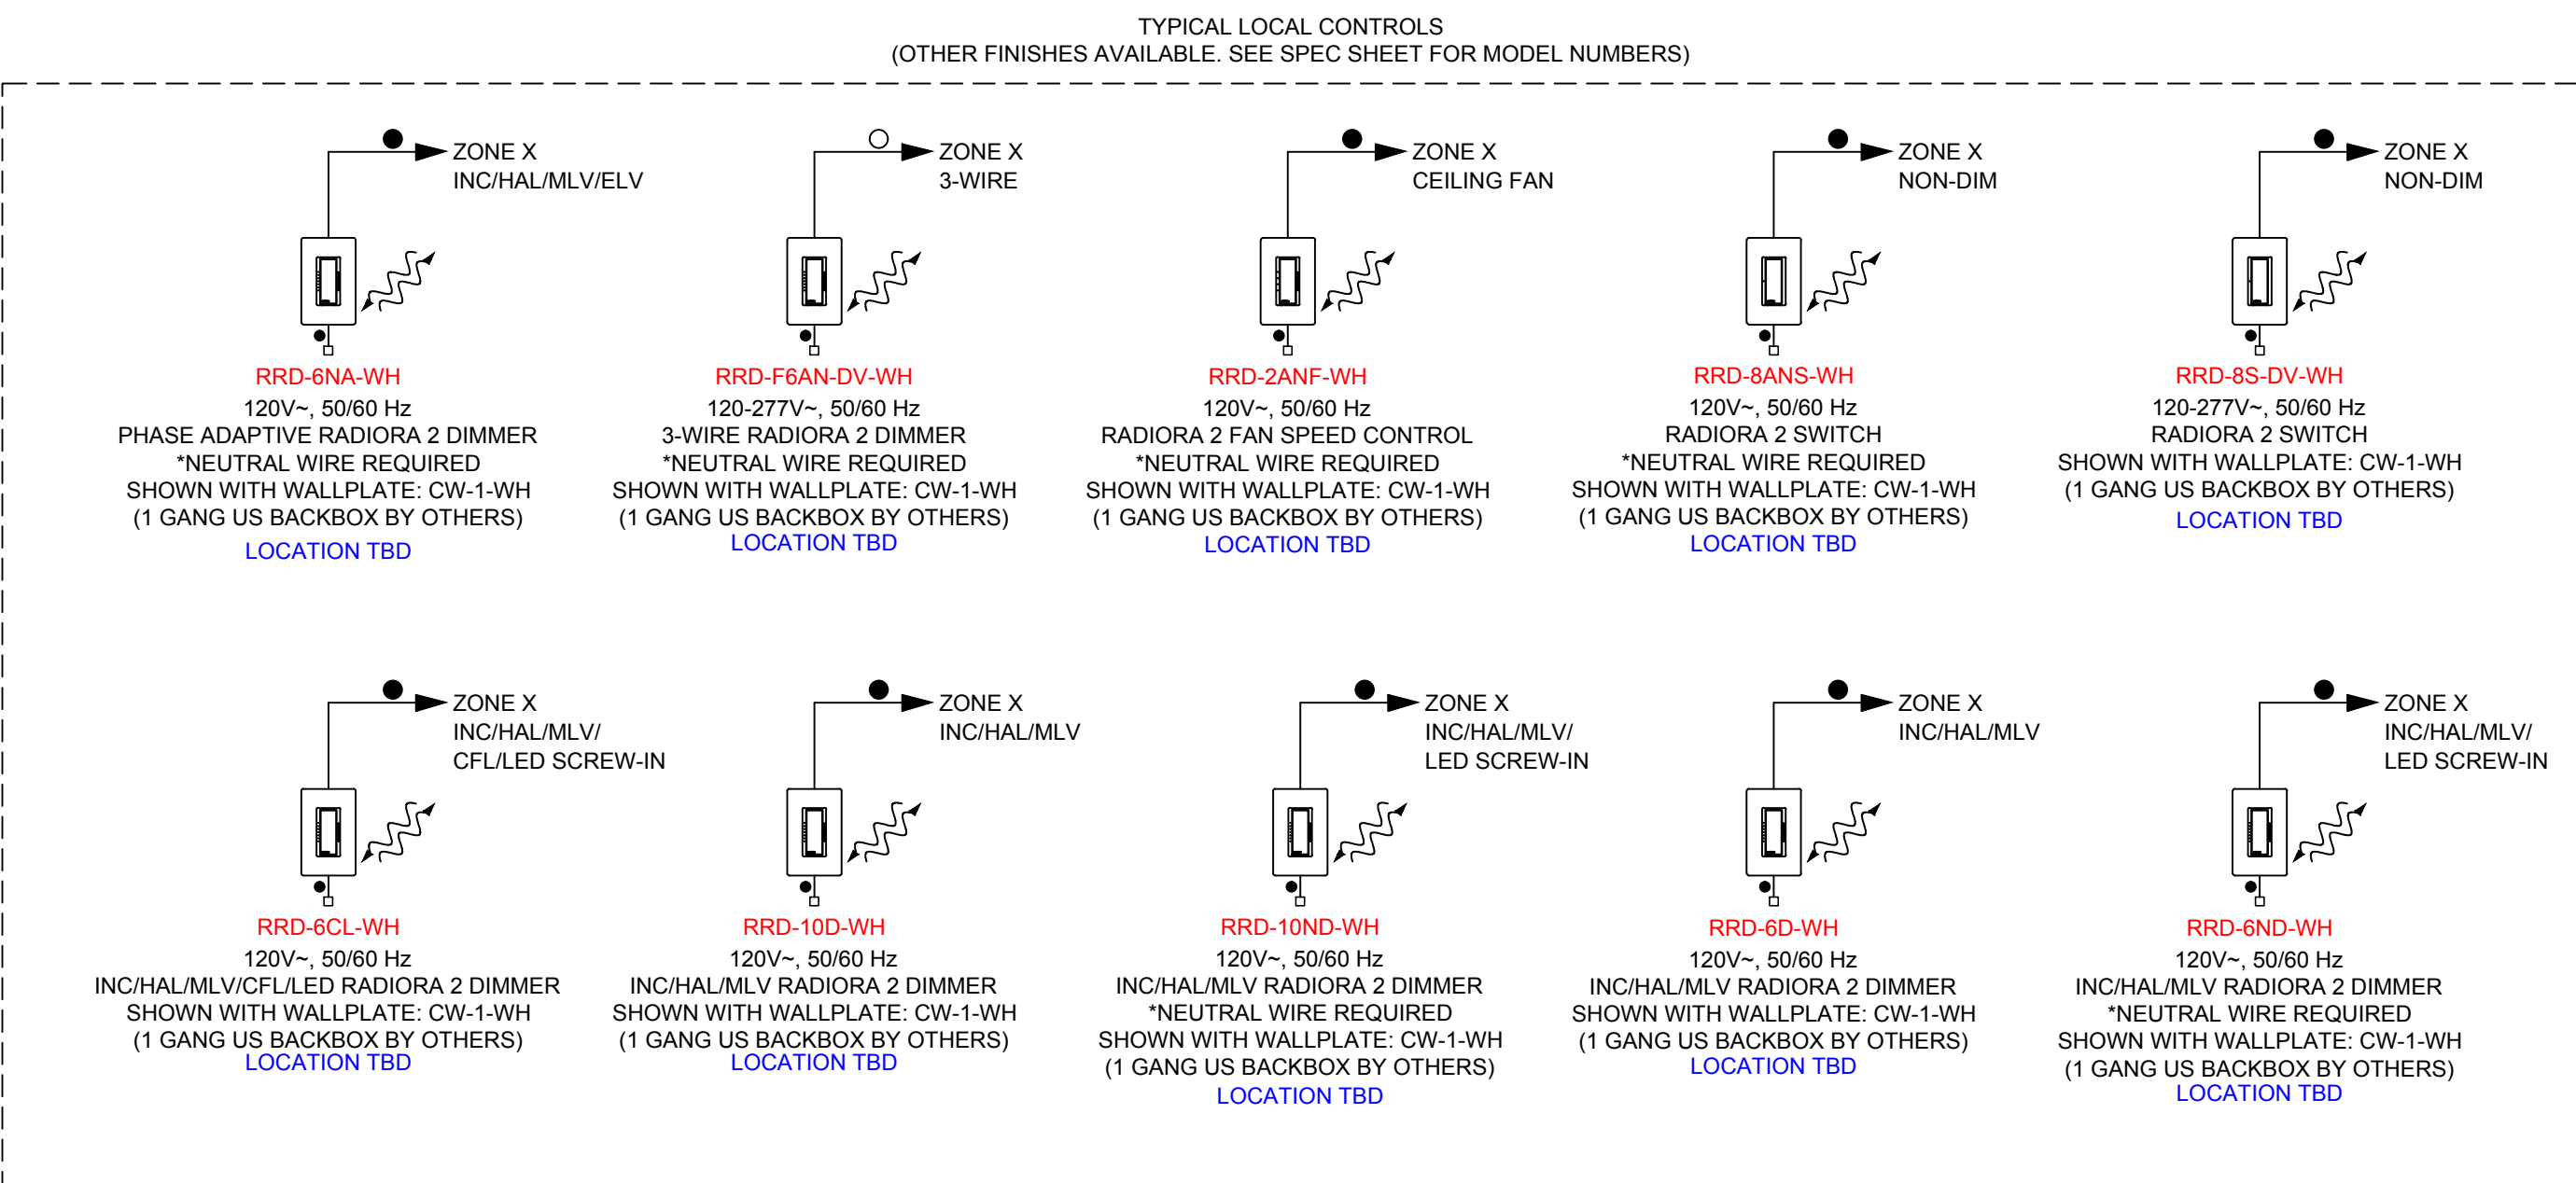 TYPICAL LOCAL CONTROLS
(OTHER FINISHES AVAILABLE. SEE SPEC SHEET FOR MODEL NUMBERS)
ZONE X
INC/HAL/MLV/ELV
RRD-6NA-WH
120V~, 50/60 Hz
PHASE ADAPTIVE RADIORA 2 DIMMER
*NEUTRAL WIRE REQUIRED
SHOWN WITH WALLPLATE: CW-1-WH
(1 GANG US BACKBOX BY OTHERS)
LOCATION TBD
ZONE X
3-WIRE
RRD-F6AN-DV-WH
120-277V~, 50/60 Hz
3-WIRE RADIORA 2 DIMMER
*NEUTRAL WIRE REQUIRED
SHOWN WITH WALLPLATE: CW-1-WH
(1 GANG US BACKBOX BY OTHERS)
LOCATION TBD
ZONE X
CEILING FAN
RRD-2ANF-WH
120V~, 50/60 Hz
RADIORA 2 FAN SPEED CONTROL
*NEUTRAL WIRE REQUIRED
SHOWN WITH WALLPLATE: CW-1-WH
(1 GANG US BACKBOX BY OTHERS)
LOCATION TBD
ZONE X
NON-DIM
RRD-8ANS-WH
120V~, 50/60 Hz
RADIORA 2 SWITCH
*NEUTRAL WIRE REQUIRED
SHOWN WITH WALLPLATE: CW-1-WH
(1 GANG US BACKBOX BY OTHERS)
LOCATION TBD
ZONE X
NON-DIM
RRD-8S-DV-WH
120-277V~, 50/60 Hz
RADIORA 2 SWITCH
SHOWN WITH WALLPLATE: CW-1-WH
(1 GANG US BACKBOX BY OTHERS)
LOCATION TBD
ZONE X
INC/HAL/MLV/
CFL/LED SCREW-IN
RRD-6CL-WH
120V~, 50/60 Hz
INC/HAL/MLV/CFL/LED RADIORA 2 DIMMER
SHOWN WITH WALLPLATE: CW-1-WH
(1 GANG US BACKBOX BY OTHERS)
LOCATION TBD
ZONE X
INC/HAL/MLV
RRD-10D-WH
120V~, 50/60 Hz
INC/HAL/MLV RADIORA 2 DIMMER
SHOWN WITH WALLPLATE: CW-1-WH
(1 GANG US BACKBOX BY OTHERS)
LOCATION TBD
ZONE X
INC/HAL/MLV/
LED SCREW-IN
RRD-10ND-WH
120V~, 50/60 Hz
INC/HAL/MLV RADIORA 2 DIMMER
*NEUTRAL WIRE REQUIRED
SHOWN WITH WALLPLATE: CW-1-WH
(1 GANG US BACKBOX BY OTHERS)
LOCATION TBD
ZONE X
INC/HAL/MLV
RRD-6D-WH
120V~, 50/60 Hz
INC/HAL/MLV RADIORA 2 DIMMER
SHOWN WITH WALLPLATE: CW-1-WH
(1 GANG US BACKBOX BY OTHERS)
LOCATION TBD
ZONE X
INC/HAL/MLV/
LED SCREW-IN
RRD-6ND-WH
120V~, 50/60 Hz
INC/HAL/MLV RADIORA 2 DIMMER
*NEUTRAL WIRE REQUIRED
SHOWN WITH WALLPLATE: CW-1-WH
(1 GANG US BACKBOX BY OTHERS)
LOCATION TBD